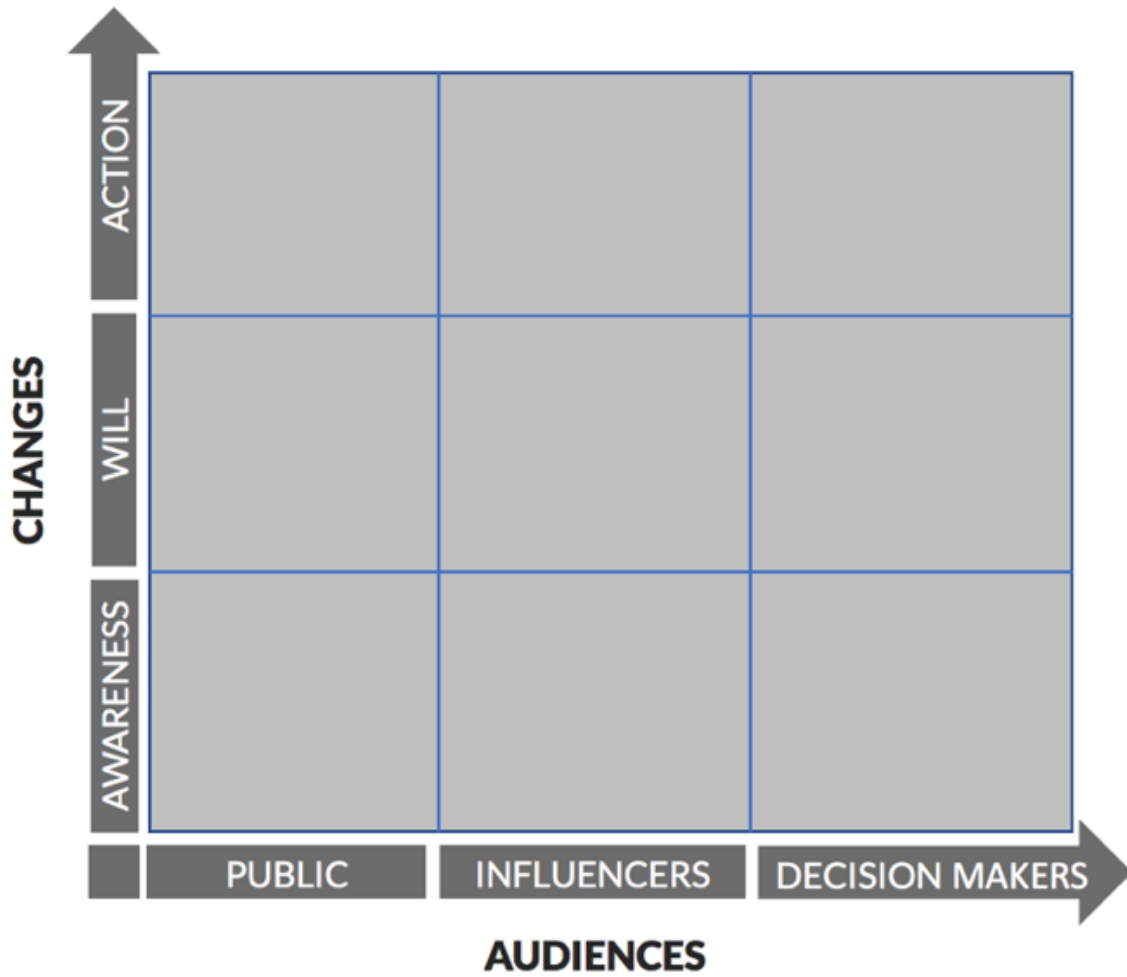 ACTION
WILL
AWARENESS
CHANGES
PUBLIC
INFLUENCERS
DECISION MAKERS
AUDIENCES